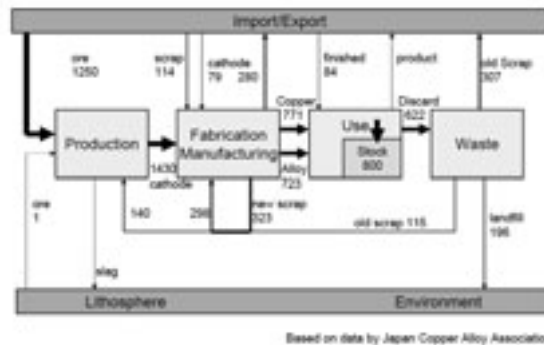 Import/Export
ore
1250
scrap
114
cathode
79 280
finished
84
product
old Scrap
307
Production
1430
cathode
Fabrication
Manufacturing
Copper
771
Alloy
723
Use
Stock
800
Discard
622
Waste
ore
1
140
298
new scrap
323
old scrap 115
landfill
195
slag
Lithosphere
Environment
Based on data by Japan Copper Alloy Associatio